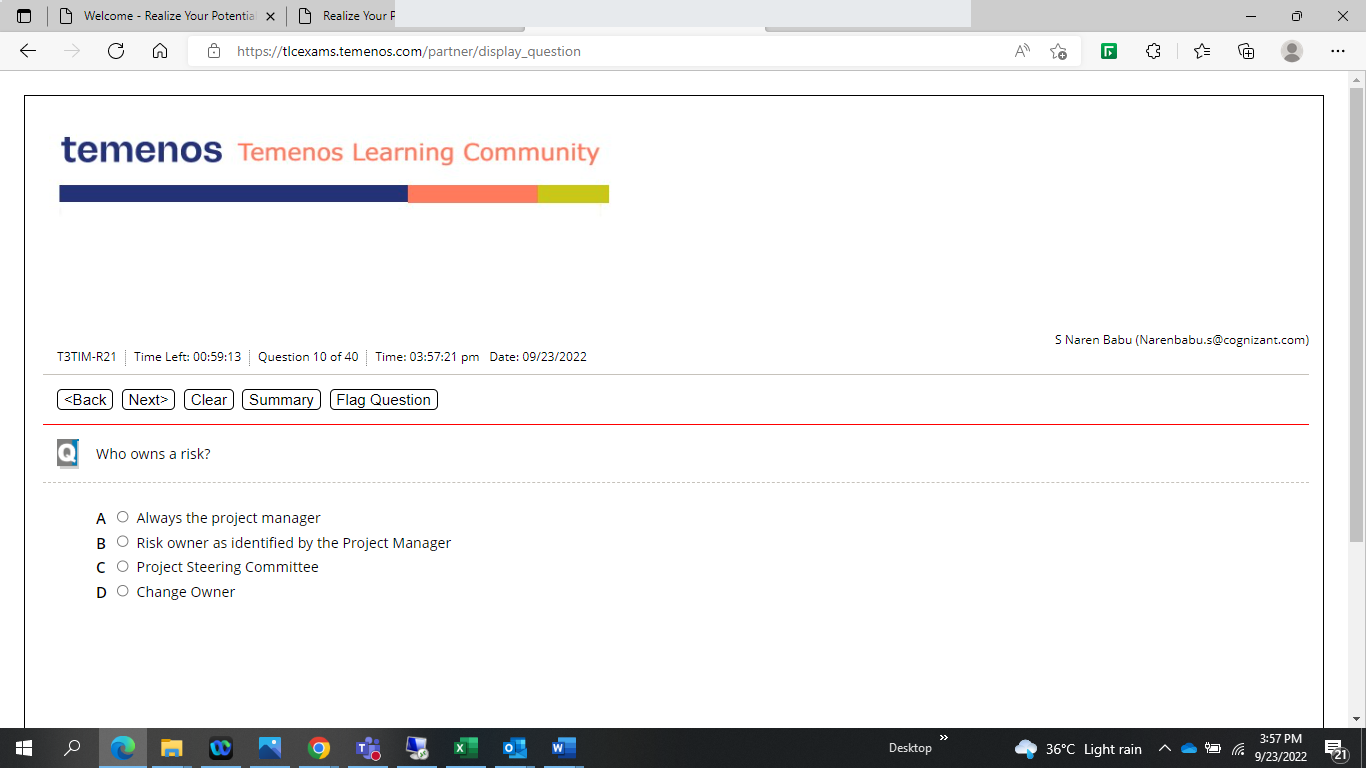 Welcome - Realize Your Potentia
Realize Your P
https://tlcexams.temenos.com/partner/display_question
temenos Temenos Learning Community
S Naren Babu (Narenbabu.s@cognizant.com)
T3TIM-R21 Time Left: 00:59:13 Question 10 of 40 Time: 03:57:21 pm Date: 09/23/2022
<Back Next> Clear Summary Flag Question
Q Who owns a risk?
A Always the project manager
B Risk owner as identified by the Project Manager
C Project Steering Committee
D Change Owner
Desktop
36°C Light rain
3:57 PM
9/23/2022
21